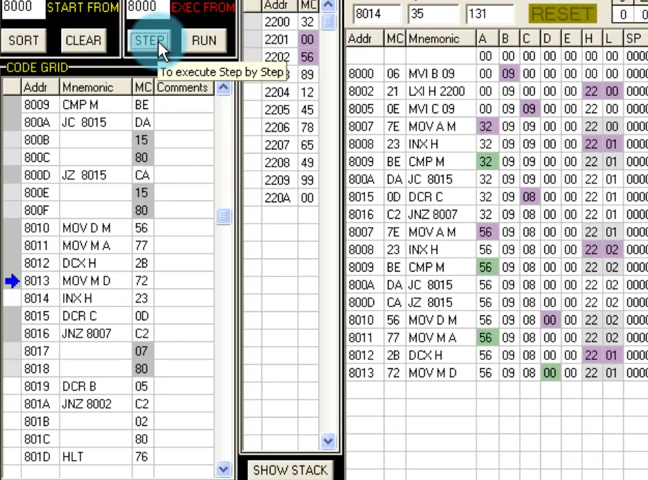 8000 START FROM 8000 EXEC FROM
SORT CLEAR STEP RUN
To execute Step by Step
CODE GRID
Addr Mnemonic MC Comments
8009 CMP M BE
800A JC 8015 DA
800B 15
800C 80
800D JZ 8015 CA
800E 15
800F 80
8010 MOV D M 56
8011 MOV M A 77
8012 DCX H 2B
8013 MOV M D 72
8014 INX H 23
8015 DCR C 0D
8016 JNZ 8007 C2
8017 07
8018 80
8019 DCR B 05
801A JNZ 8002 C2
801B 02
801C 80
801D HLT 76
Addr MC
2200 32
2201 00
2202 56
89
2204 12
2205 45
2206 78
2207 65
2208 49
2209 99
220A 00
SHOW STACK
8014 35 131 RESET 0 0
Addr MC Mnemonic A B C D E H L SP
00 00 00 00 00 00 00 0000
8000 06 MVI B 09 00 09 00 00 00 00 00 0000
8002 21 LXI H 2200 00 09 00 00 00 22 00 0000
8005 0E MVI C 09 00 09 09 00 00 22 00 0000
8007 7E MOV A M 32 09 09 00 00 22 00 0000
8008 23 INX H 32 09 09 00 00 22 01 0000
8009 BE CMP M 32 09 09 00 00 22 01 0000
800A DA JC 8015 32 09 09 00 00 22 01 0000
8015 0D DCR C 32 09 08 00 00 22 01 0000
8016 C2 JNZ 8007 32 09 08 00 00 22 01 0000
8007 7E MOV A M 56 09 08 00 00 22 01 0000
8008 23 INX H 56 09 08 00 00 22 02 0000
8009 BE CMP M 56 09 08 00 00 22 02 0000
800A DA JC 8015 56 09 08 00 00 22 02 0000
800D CA JZ 8015 56 09 08 00 00 22 02 0000
8010 56 MOV D M 56 09 08 00 00 22 02 0000
8011 77 MOV M A 56 09 08 00 00 22 02 0000
8012 2B DCX H 56 09 08 00 00 22 01 0000
8013 72 MOV M D 56 09 08 00 00 22 01 0000